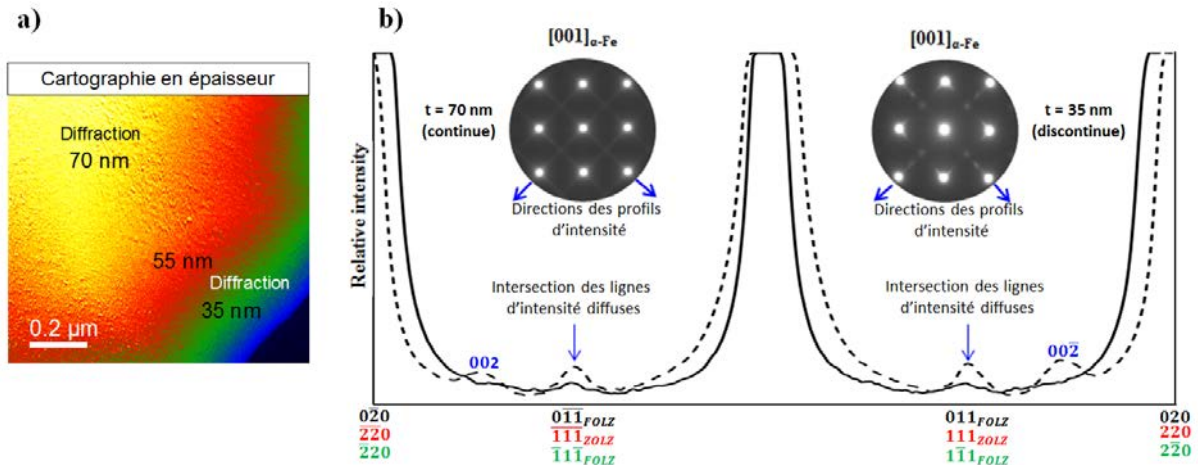 a)
Cartographie en épaisseur
Diffraction
70 nm
55 nm
Diffraction
35 nm
0.2 µm
b)
Relative intensity
[001]α-Fe
t = 70 nm
(continue)
Directions des profils
d'intensité
[001]α-Fe
t = 35 nm
(discontinue)
Directions des profils
d'intensité
Intersection des lignes
d'intensité diffuses
Intersection des lignes
d'intensité diffuses
002
002̄
020
2̄2̄0
2̄20
01̄1̄FOLZ
1̄1̄1̄ZOLZ
1̄11̄FOLZ
011FOLZ
111ZOLZ
11̄1FOLZ
020
220
22̄0